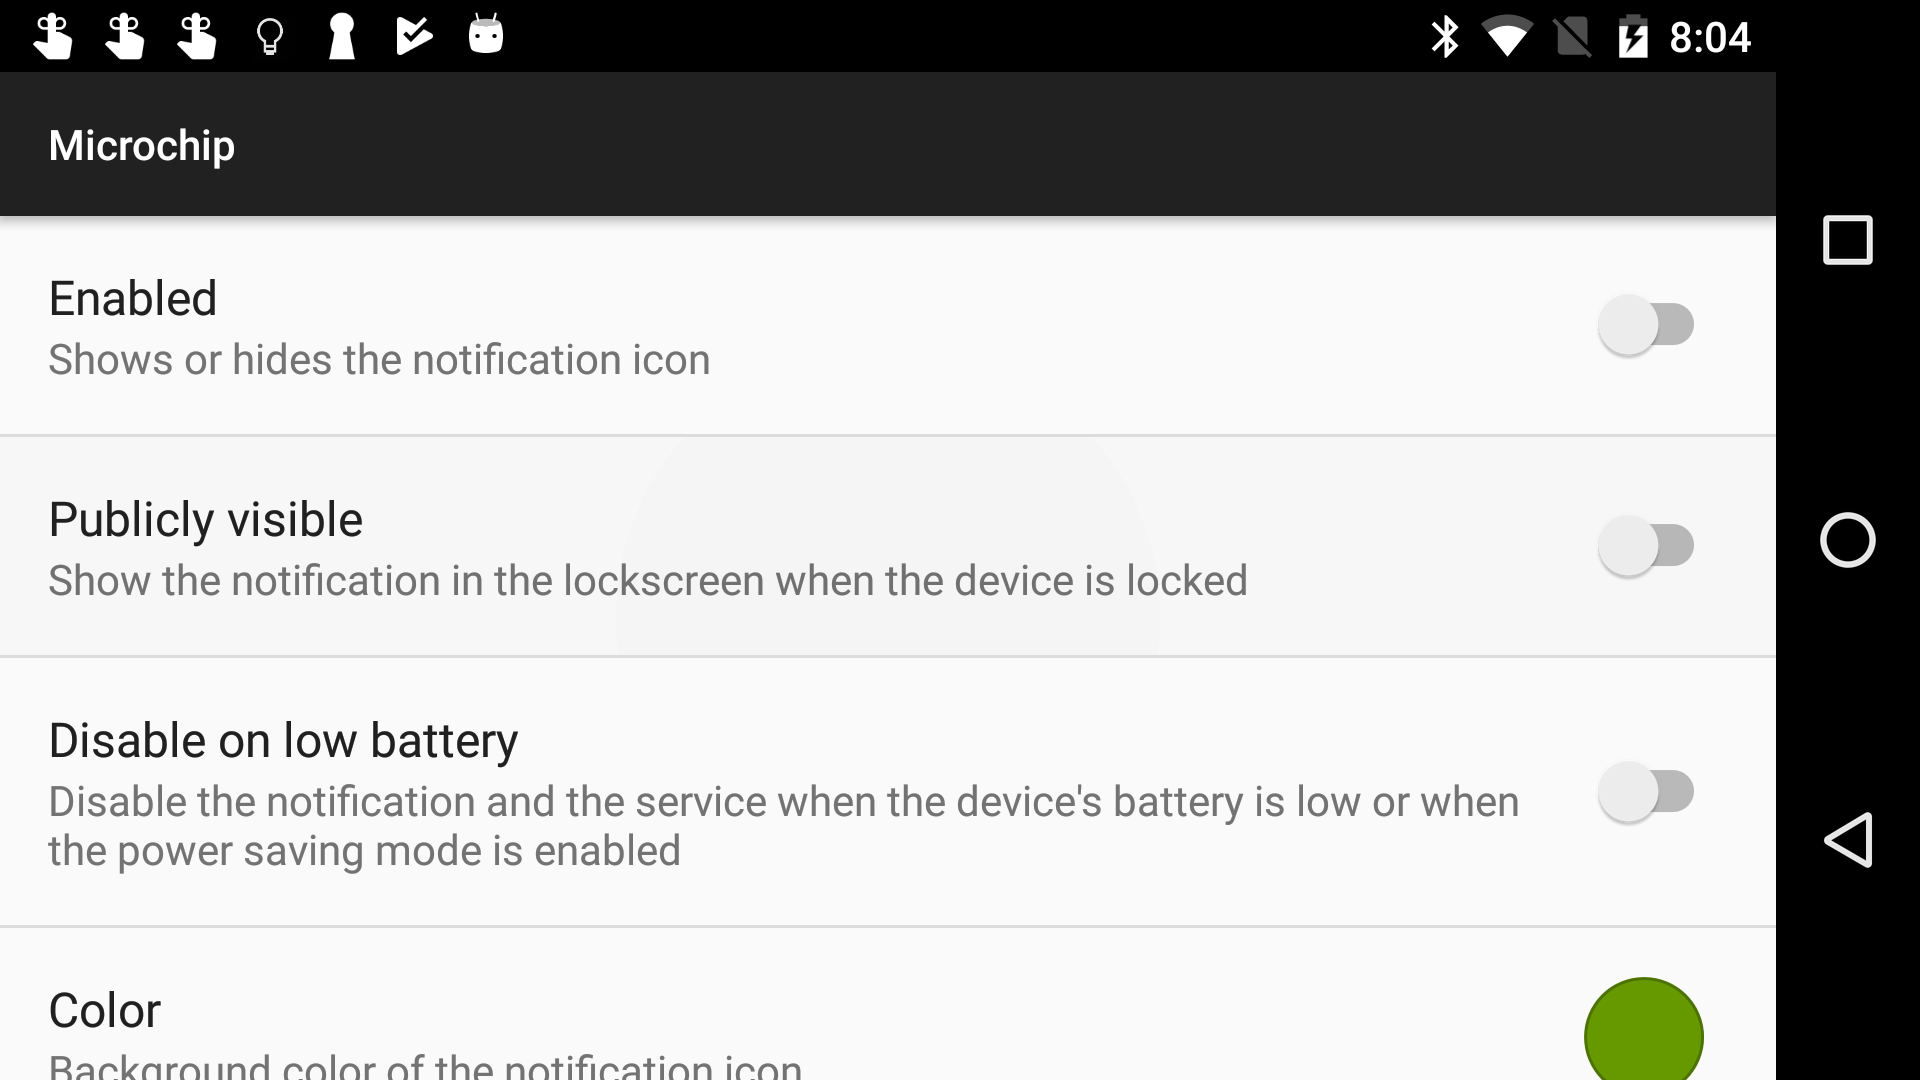 8:04
Microchip
Enabled
Shows or hides the notification icon
Publicly visible
Show the notification in the lockscreen when the device is locked
Disable on low battery
Disable the notification and the service when the device's battery is low or when
the power saving mode is enabled
Color
Background color of the notification icon